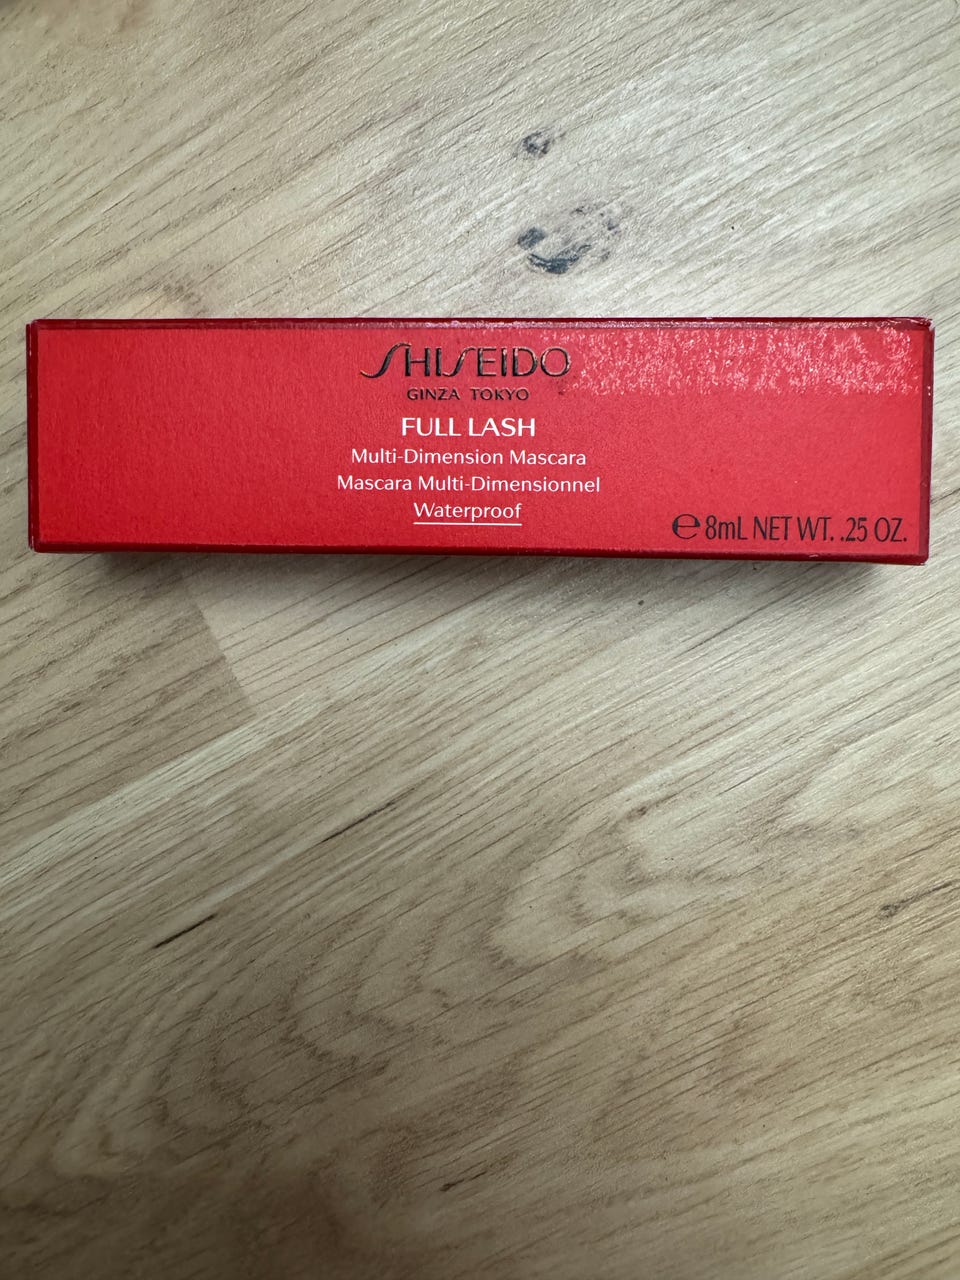 SHISEIDO
GINZA TOKYO
FULL LASH
Multi-Dimension Mascara
Mascara Multi-Dimensionnel
Waterproof
℮ 8mL NET WT. .25 OZ.